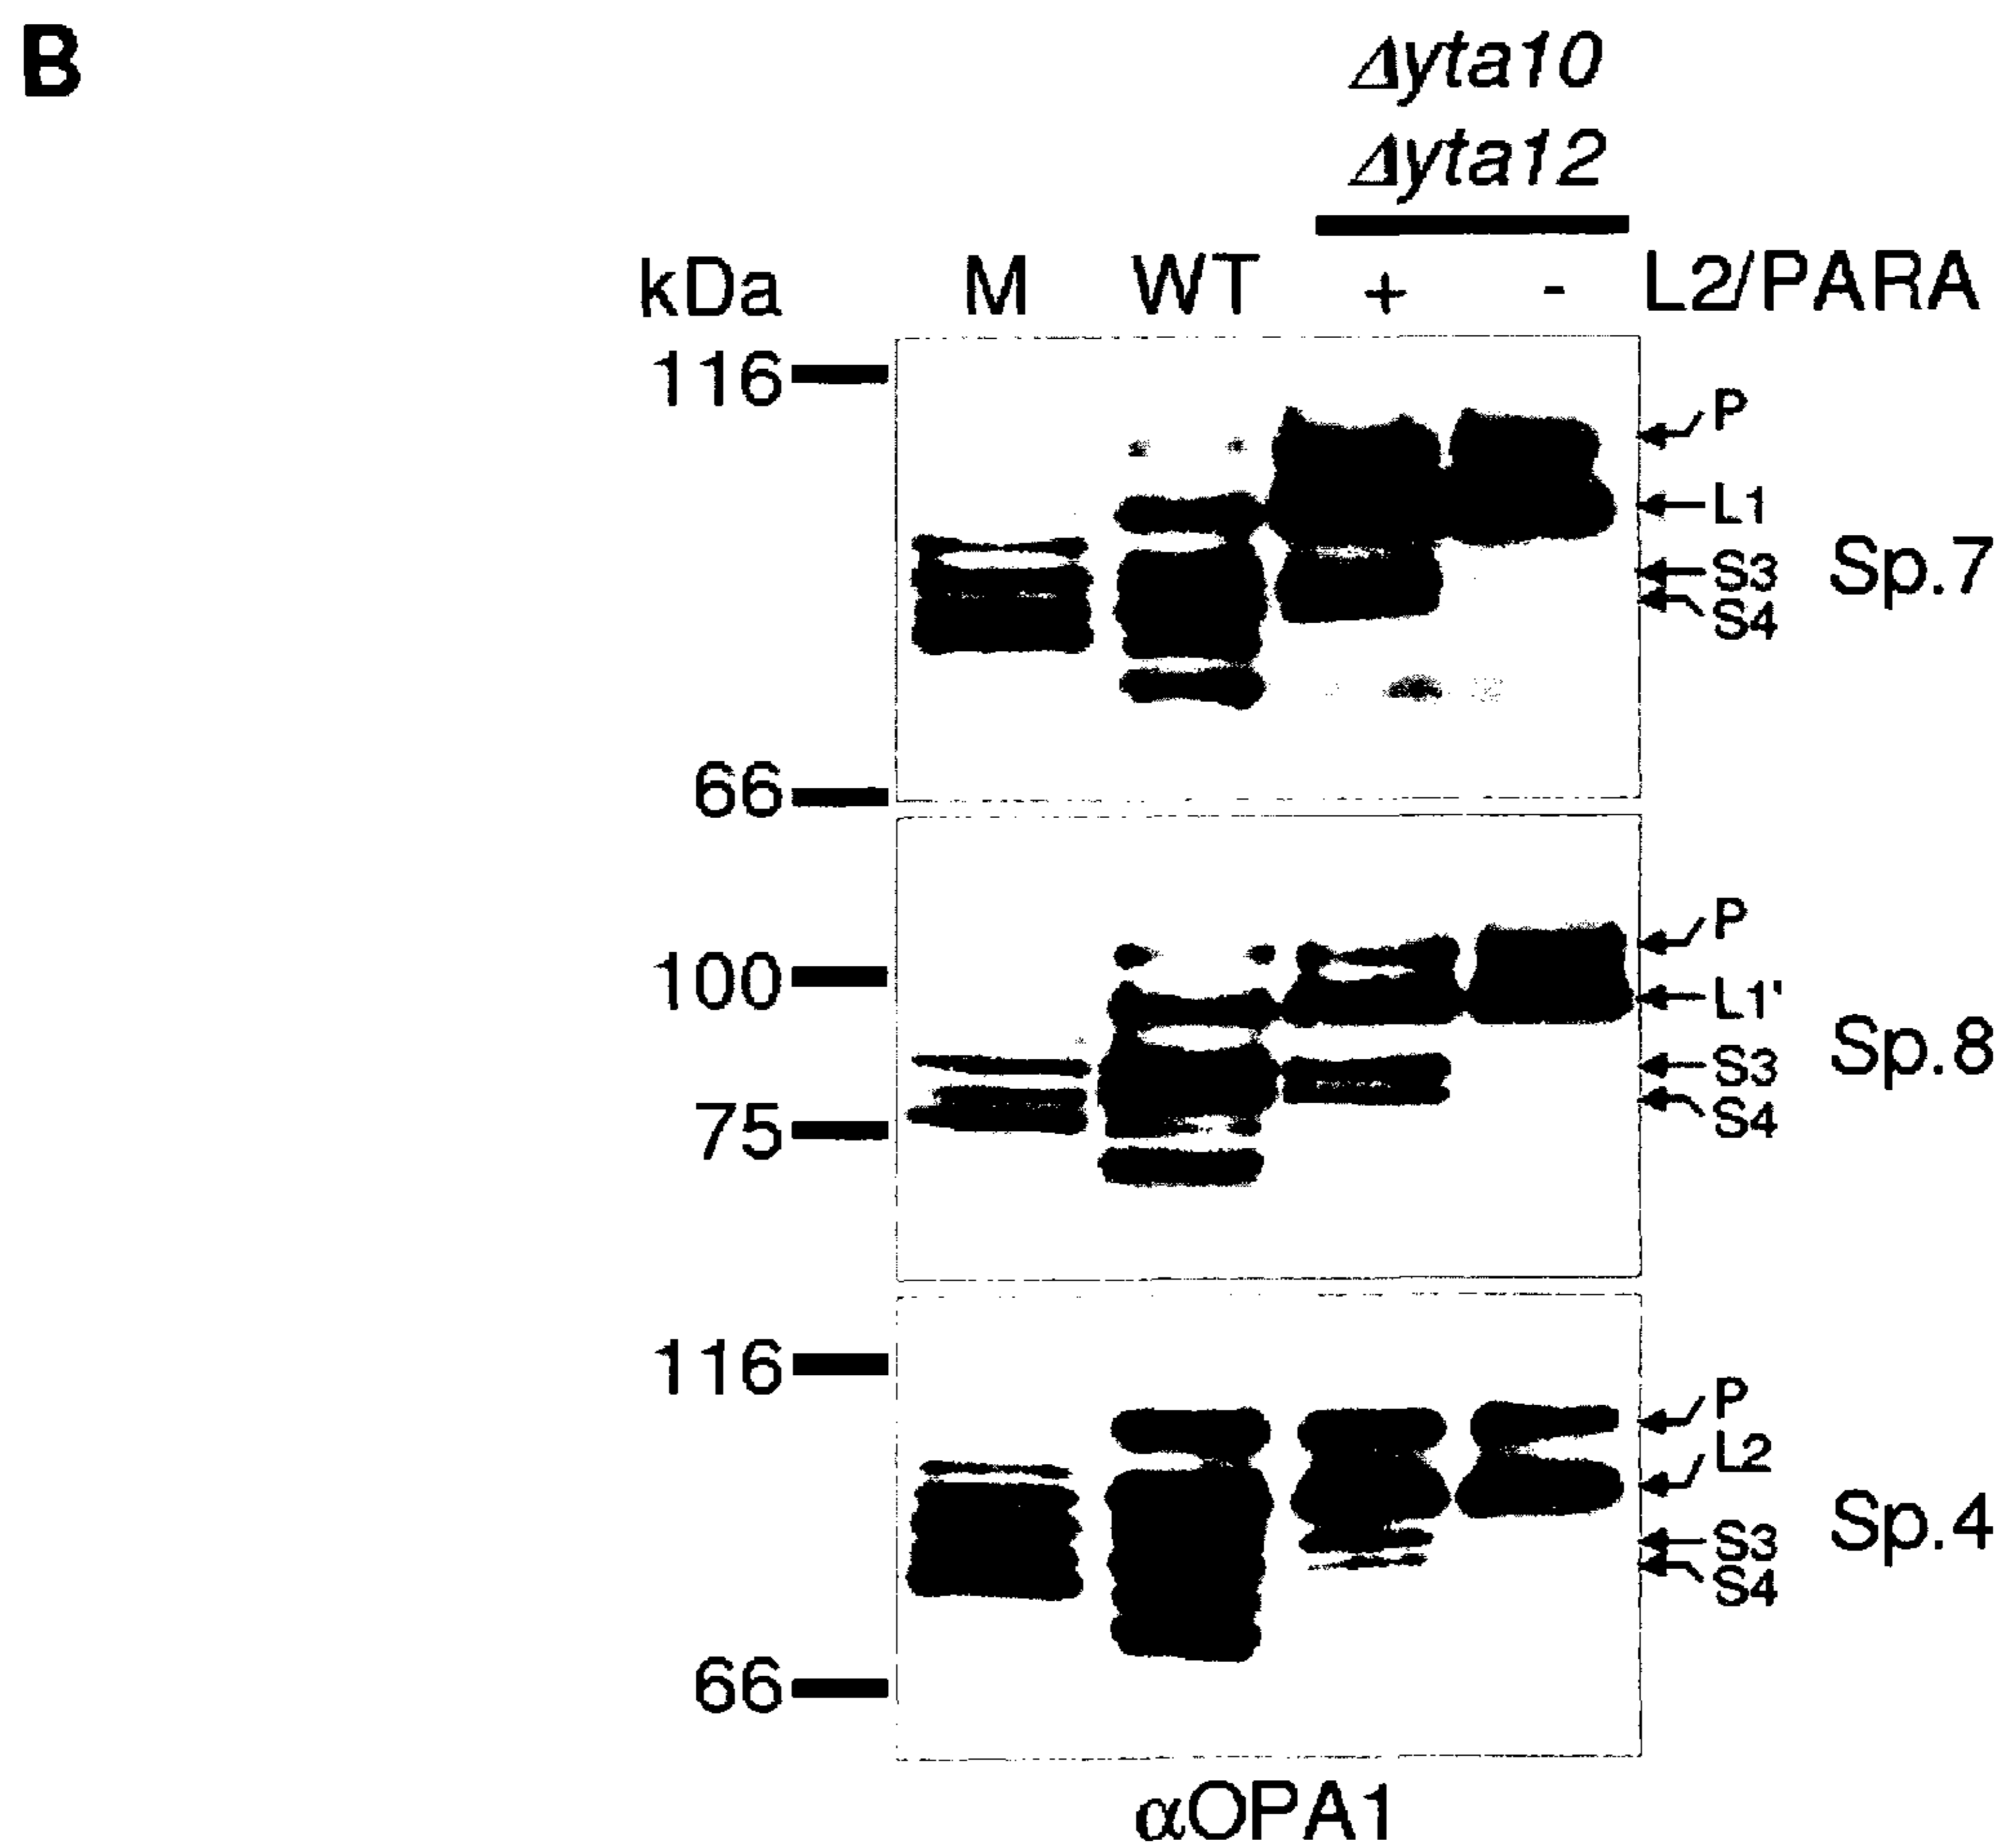 B
Δyta10
Δyta12
kDa M WT + - L2/PARA
116
P
L1
S3
S4
Sp.7
66
100
P
L1'
S3
S4
Sp.8
75
116
P
L2
S3
S4
Sp.4
66
αOPA1